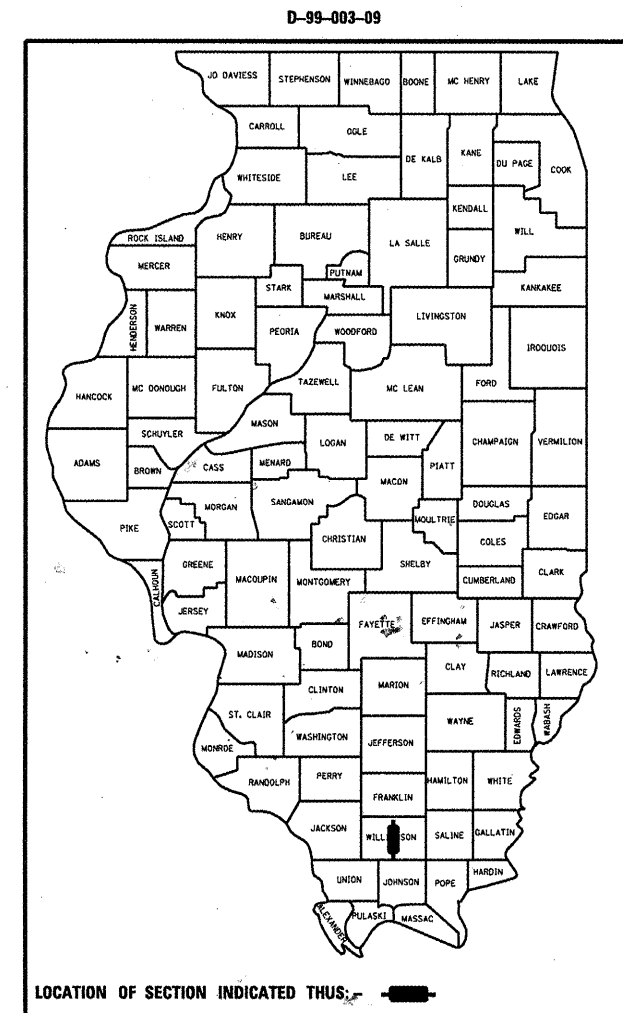 D-99-003-09
JO DAVIESS
STEPHENSON
WINNEBAGO
BOONE
MC HENRY
LAKE
CARROLL
OGLE
DE KALB
KANE
DU PAGE
COOK
WHITESIDE
LEE
KENDALL
ROCK ISLAND
HENRY
BUREAU
LA SALLE
WILL
MERCER
PUTNAM
GRUNDY
STARK
MARSHALL
KANKAKEE
HENDERSON
WARREN
KNOX
PEORIA
WOODFORD
LIVINGSTON
IROQUOIS
HANCOCK
MC DONOUGH
FULTON
TAZEWELL
MC LEAN
FORD
MASON
SCHUYLER
LOGAN
DE WITT
CHAMPAIGN
VERMILION
ADAMS
BROWN
CASS
MENARD
MACON
PIATT
PIKE
SCOTT
MORGAN
SANGAMON
MOULTRIE
DOUGLAS
EDGAR
CHRISTIAN
COLES
GREENE
MACOUPIN
MONTGOMERY
SHELBY
CUMBERLAND
CLARK
CALHOUN
JERSEY
FAYETTE
EFFINGHAM
JASPER
CRAWFORD
MADISON
BOND
CLAY
RICHLAND
LAWRENCE
CLINTON
MARION
ST. CLAIR
WAYNE
EDWARDS
WABASH
MONROE
WASHINGTON
JEFFERSON
RANDOLPH
PERRY
HAMILTON
WHITE
FRANKLIN
JACKSON
WILL SON
SALINE
GALLATIN
UNION
JOHNSON
POPE
HARDIN
ALEXANDER
PULASKI
MASSAC
LOCATION OF SECTION INDICATED THUS:-